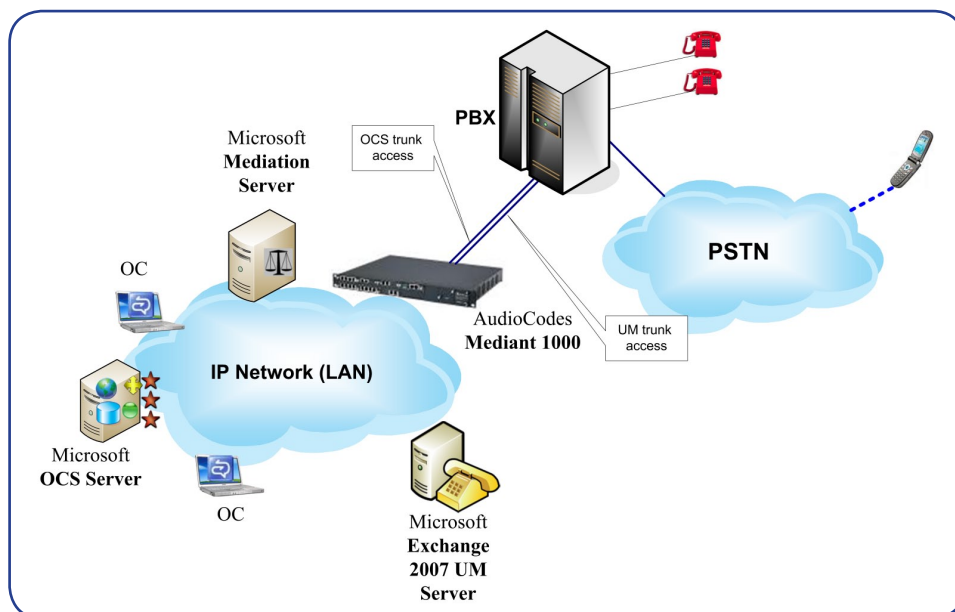 PBX
OCS trunk
access
Microsoft
Mediation
Server
OC
PSTN
AudioCodes
Mediant 1000
UM trunk
access
IP Network (LAN)
Microsoft
OCS Server
OC
Microsoft
Exchange
2007 UM
Server